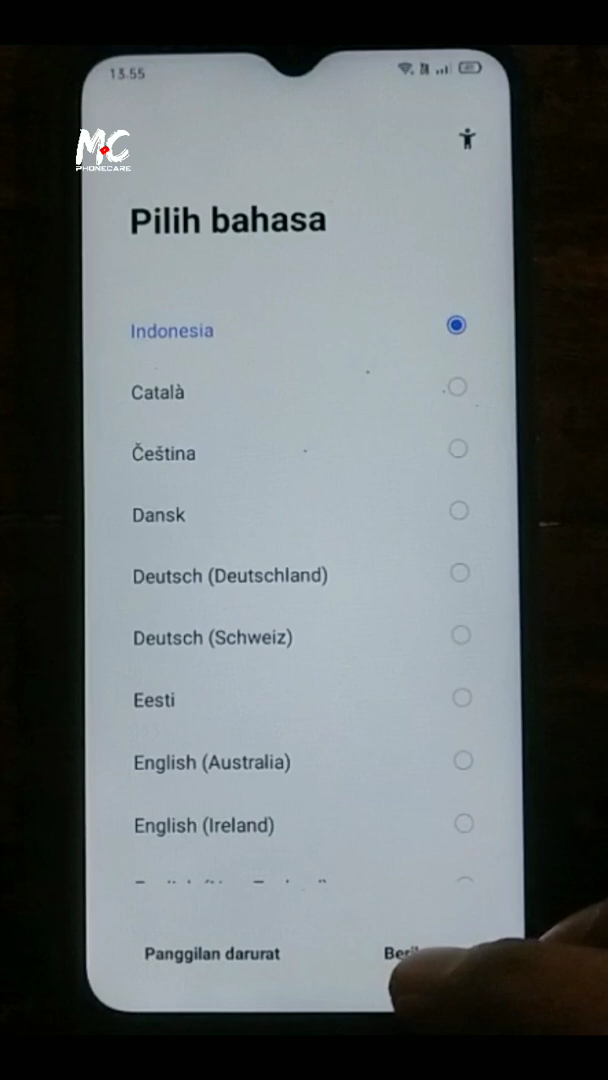 13.55
MC
PHONECARE
Pilih bahasa
Indonesia
Català
Čeština
Dansk
Deutsch (Deutschland)
Deutsch (Schweiz)
Eesti
English (Australia)
English (Ireland)
Panggilan darurat